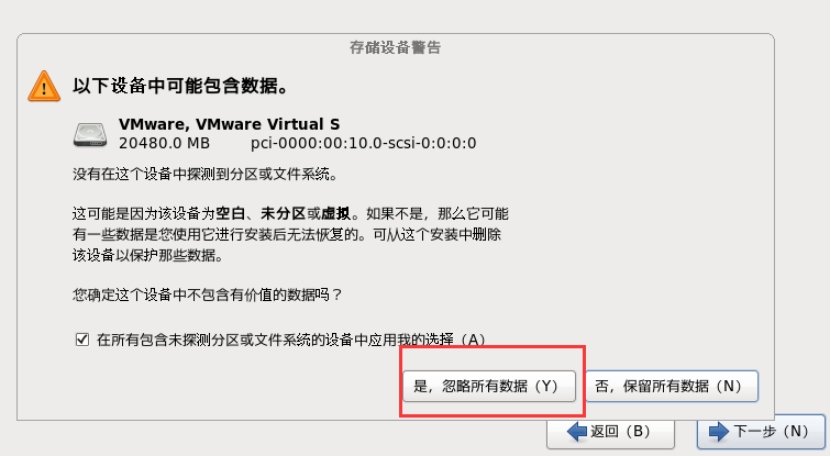 存储设备警告
以下设备中可能包含数据。
VMware, VMware Virtual S
20480.0 MB pci-0000:00:10.0-scsi-0:0:0:0
没有在这个设备中探测到分区或文件系统。
这可能是因为该设备为空白、未分区或虚拟。如果不是，那么它可能
有一些数据是您使用它进行安装后无法恢复的。可从这个安装中删除
该设备以保护那些数据。
您确定这个设备中不包含有价值的数据吗？
在所有包含未探测分区或文件系统的设备中应用我的选择（A）
是，忽略所有数据（Y） 否，保留所有数据（N）
返回（B） 下一步（N）